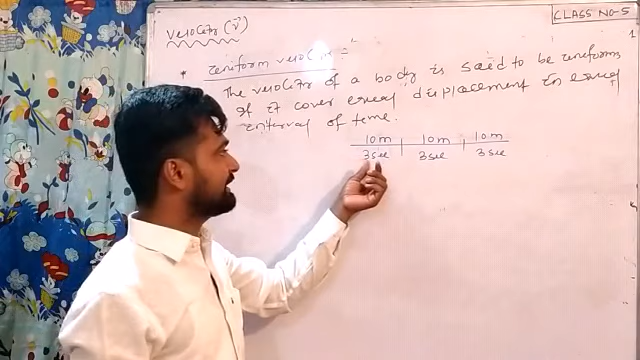 CLASS NO-5
Velocity (v⃗)
1
* Uniform velocity =
The velocity of a body is said to be uniform
if it cover equal displacement in equal
interval of time.
10m | 10m | 10m
3sec | 3sec | 3sec